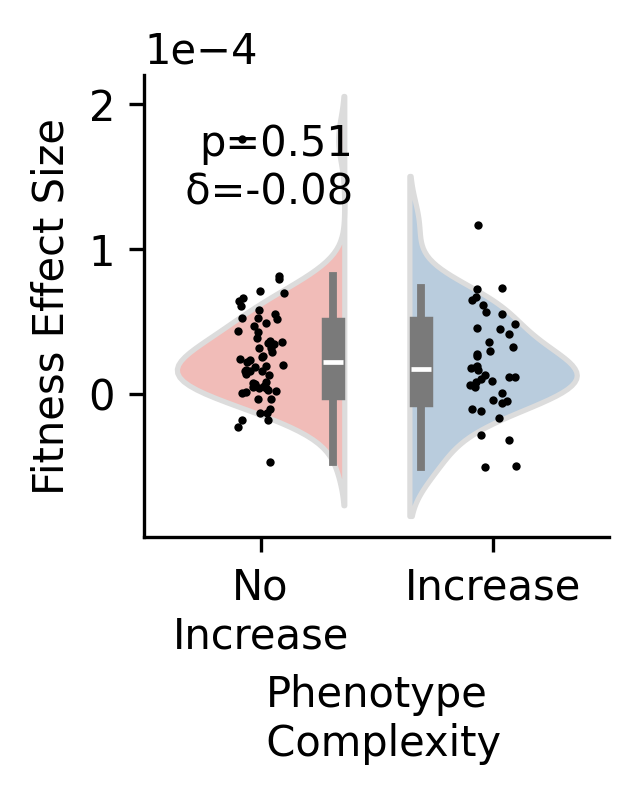 1e−4
p=0.51
δ=-0.08
2
1
0
Fitness Effect Size
No
Increase
Increase
Phenotype
Complexity